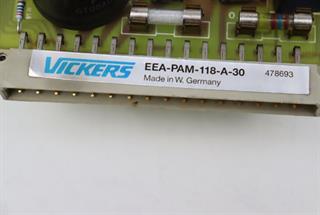 VICKERS
EEA-PAM-118-A-30
478693
Made in W. Germany